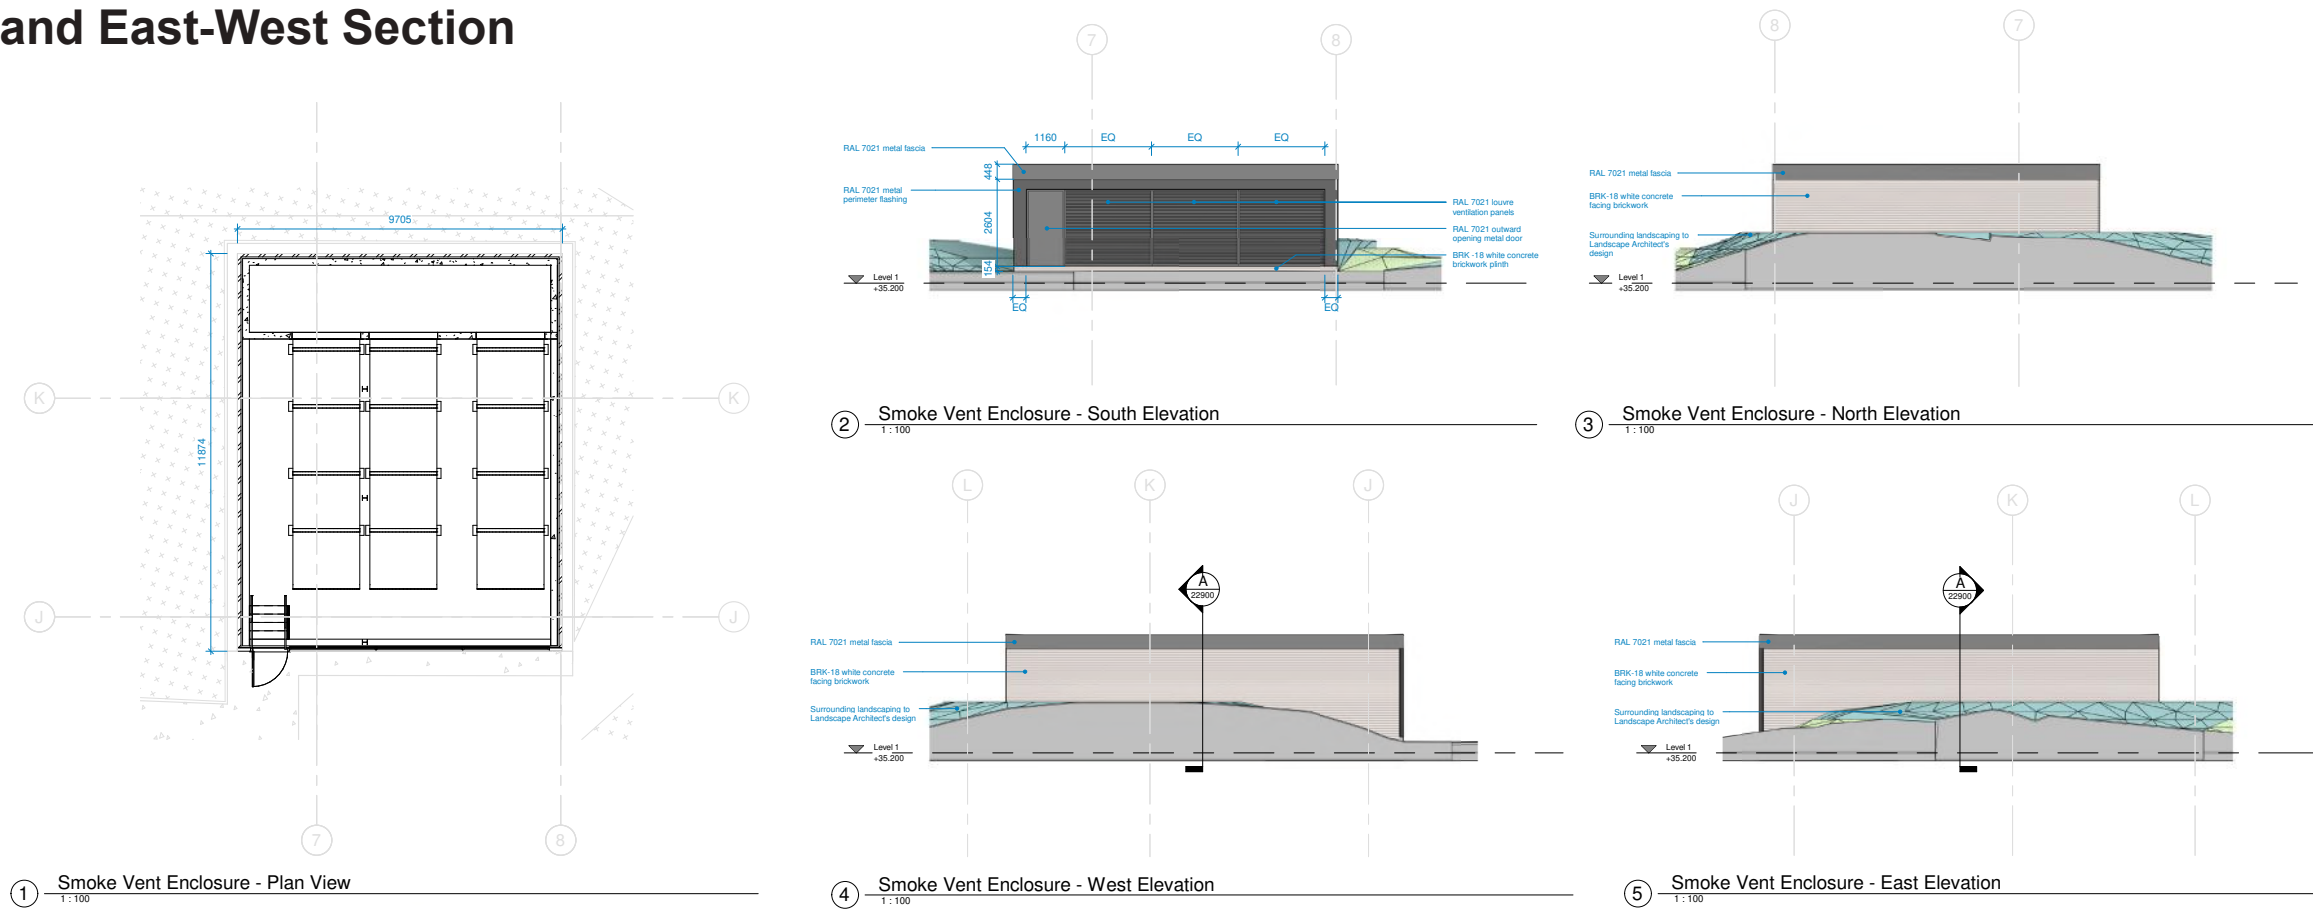 and East-West Section
9705
11874
K
K
J
J
7
8
1
Smoke Vent Enclosure - Plan View
1 : 100
7
8
1160
EQ
EQ
EQ
RAL 7021 metal fascia
448
RAL 7021 metal
perimeter flashing
2604
RAL 7021 louvre
ventilation panels
RAL 7021 outward
opening metal door
BRK -18 white concrete
brickwork plinth
154
Level 1
+35.200
EQ
EQ
2
Smoke Vent Enclosure - South Elevation
1 : 100
8
7
RAL 7021 metal fascia
BRK-18 white concrete
facing brickwork
Surrounding landscaping to
Landscape Architect's
design
Level 1
+35.200
3
Smoke Vent Enclosure - North Elevation
1 : 100
L
K
J
A
22900
RAL 7021 metal fascia
BRK-18 white concrete
facing brickwork
Surrounding landscaping to
Landscape Architect's design
Level 1
+35.200
4
Smoke Vent Enclosure - West Elevation
1 : 100
J
K
L
A
22900
RAL 7021 metal fascia
BRK-18 white concrete
facing brickwork
Surrounding landscaping to
Landscape Architect's design
Level 1
+35.200
5
Smoke Vent Enclosure - East Elevation
1 : 100